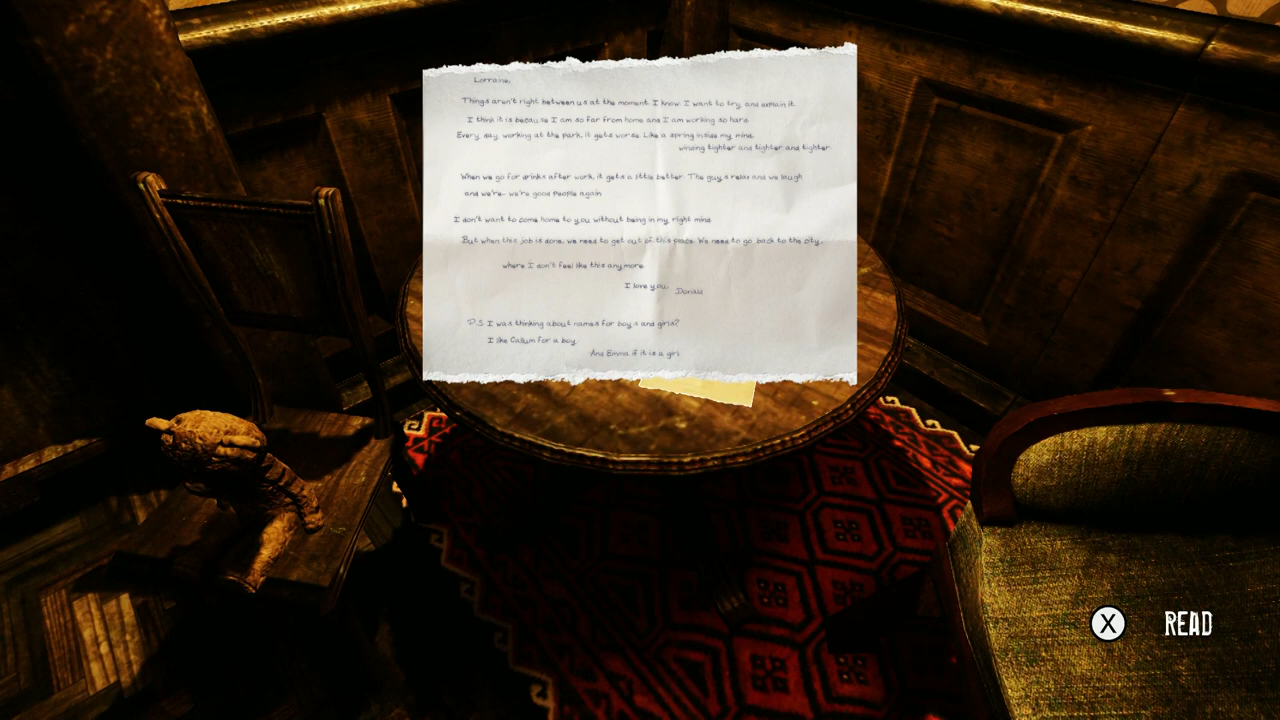 Lorraine,
Things aren't right between us at the moment. I know. I want to try and explain it.
I think it is because I am so far from home and I am working so hard.
Every day, working at the park, it gets worse. Like a spring inside my mind
winding tighter and tighter and tighter.
When we go for drinks after work, it gets a little better. The guys relax and we laugh
and we're- we're good people again
I don't want to come home to you without being in my right mind.
But when this job is done, we need to get out of this place. We need to go back to the city,
where I don't feel like this anymore.
I love you. Donald
P.S. I was thinking about names for boys and girls?
I like Callum for a boy.
And Emma if it is a girl.
X READ